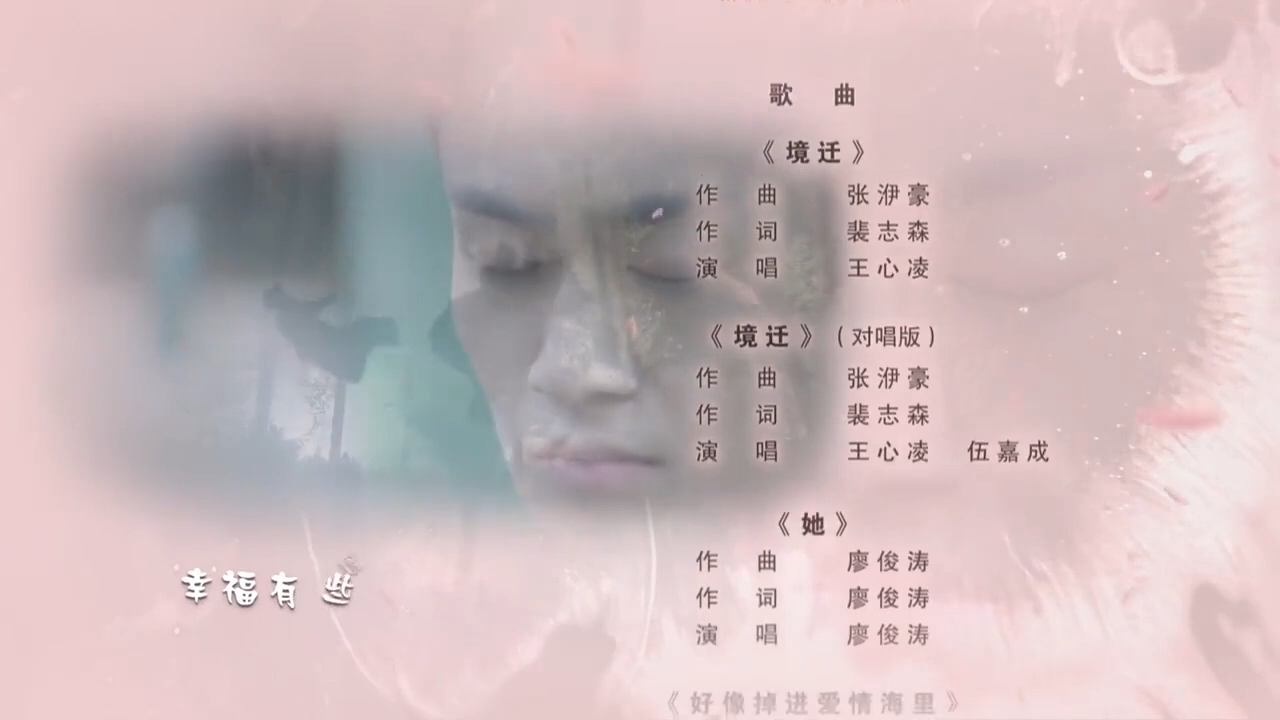 歌 曲
《境迁》
作 曲 张洢豪
作 词 裴志森
演 唱 王心凌
《境迁》(对唱版)
作 曲 张洢豪
作 词 裴志森
演 唱 王心凌 伍嘉成
《她》
作 曲 廖俊涛
作 词 廖俊涛
演 唱 廖俊涛
幸福有 些
《好像掉进爱情海里》